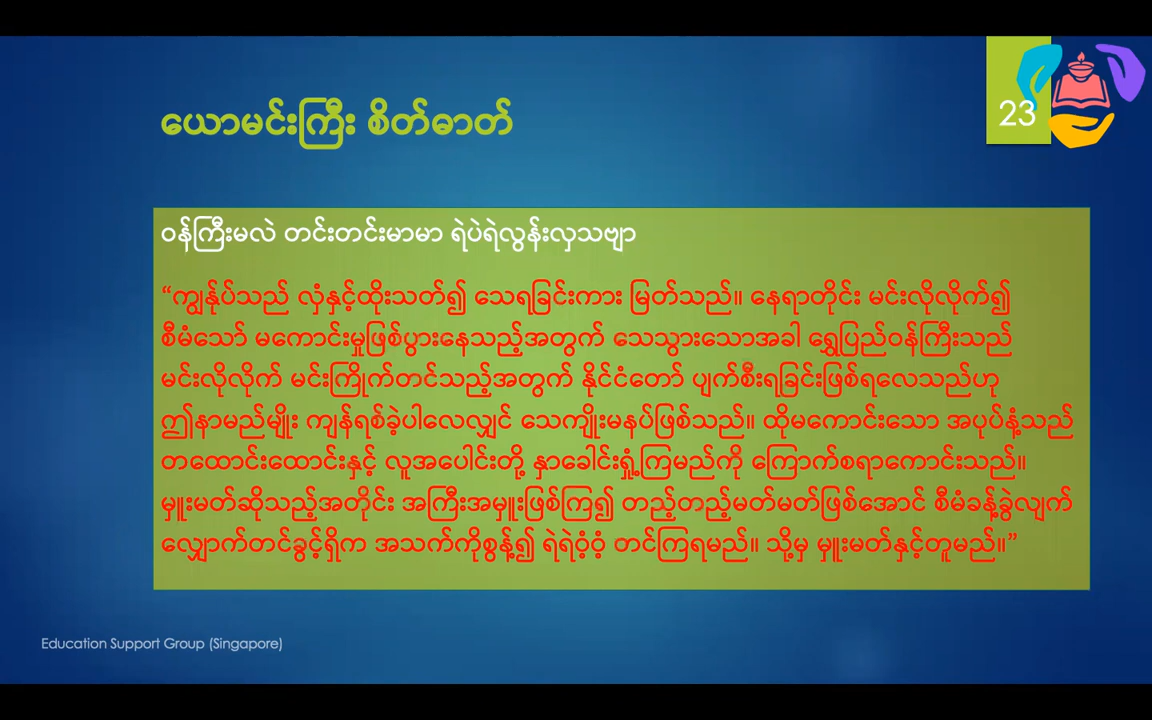 23
ယောမင်းကြီး စိတ်ဓာတ်
ဝန်ကြီးမလဲ တင်းတင်းမာမာ ရဲပဲရဲလွန်းလှသဗျာ
“ကျွန်ုပ်သည် လှံနှင့်ထိုးသတ်၍ သေရခြင်းကား မြတ်သည်။ နေရာတိုင်း မင်းလိုလိုက်၍
စီမံသော် မကောင်းမှုဖြစ်ပွားနေသည့်အတွက် သေသွားသောအခါ ရွှေပြည်ဝန်ကြီးသည်
မင်းလိုလိုက် မင်းကြိုက်တင်သည့်အတွက် နိုင်ငံတော် ပျက်စီးရခြင်းဖြစ်ရလေသည်ဟု
ဤနာမည်မျိုး ကျန်ရစ်ခဲ့ပါလေလျှင် သေကျိုးမနပ်ဖြစ်သည်။ ထိုမကောင်းသော အပုပ်နံ့သည်
တထောင်းထောင်းနှင့် လူအပေါင်းတို့ နှာခေါင်းရှုံ့ကြမည်ကို ကြောက်စရာကောင်းသည်။
မှူးမတ်ဆိုသည့်အတိုင်း အကြီးအမှူးဖြစ်ကြ၍ တည့်တည့်မတ်မတ်ဖြစ်အောင် စီမံခန့်ခွဲလျက်
လျှောက်တင်ခွင့်ရှိက အသက်ကိုစွန့်၍ ရဲရဲဝံ့ဝံ့ တင်ကြရမည်။ သို့မှ မှူးမတ်နှင့်တူမည်။”
Education Support Group (Singapore)